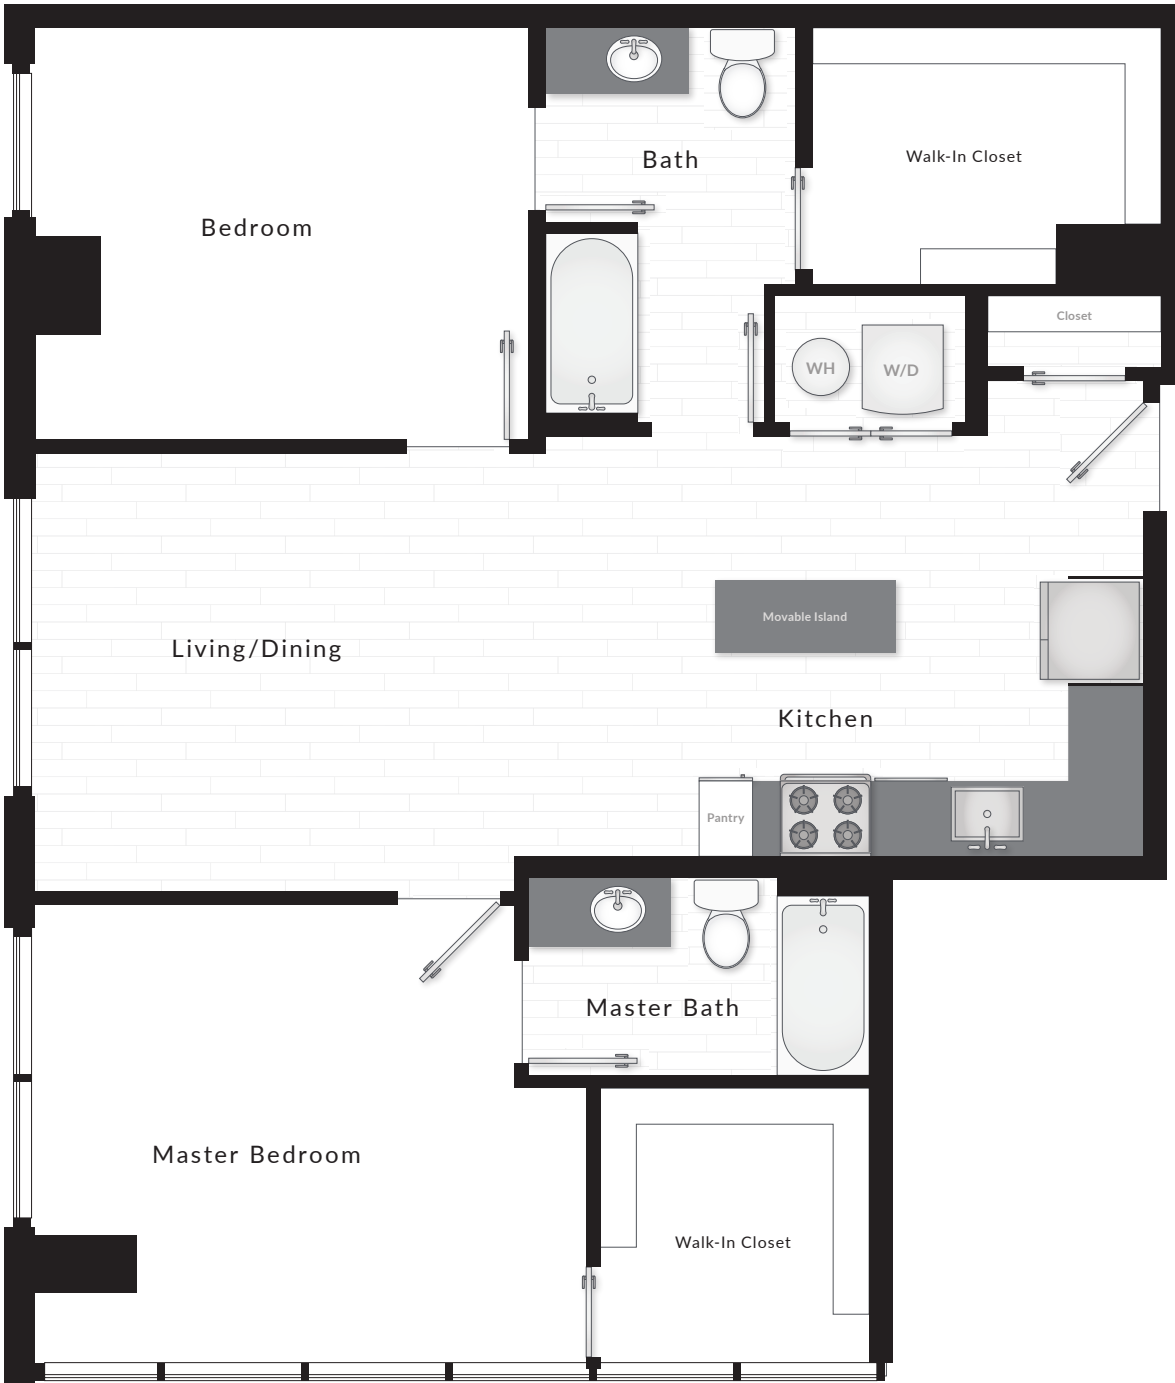 Bath
Walk-In Closet
Bedroom
Closet
WH
W/D
Movable Island
Living/Dining
Kitchen
Pantry
Master Bath
Master Bedroom
Walk-In Closet